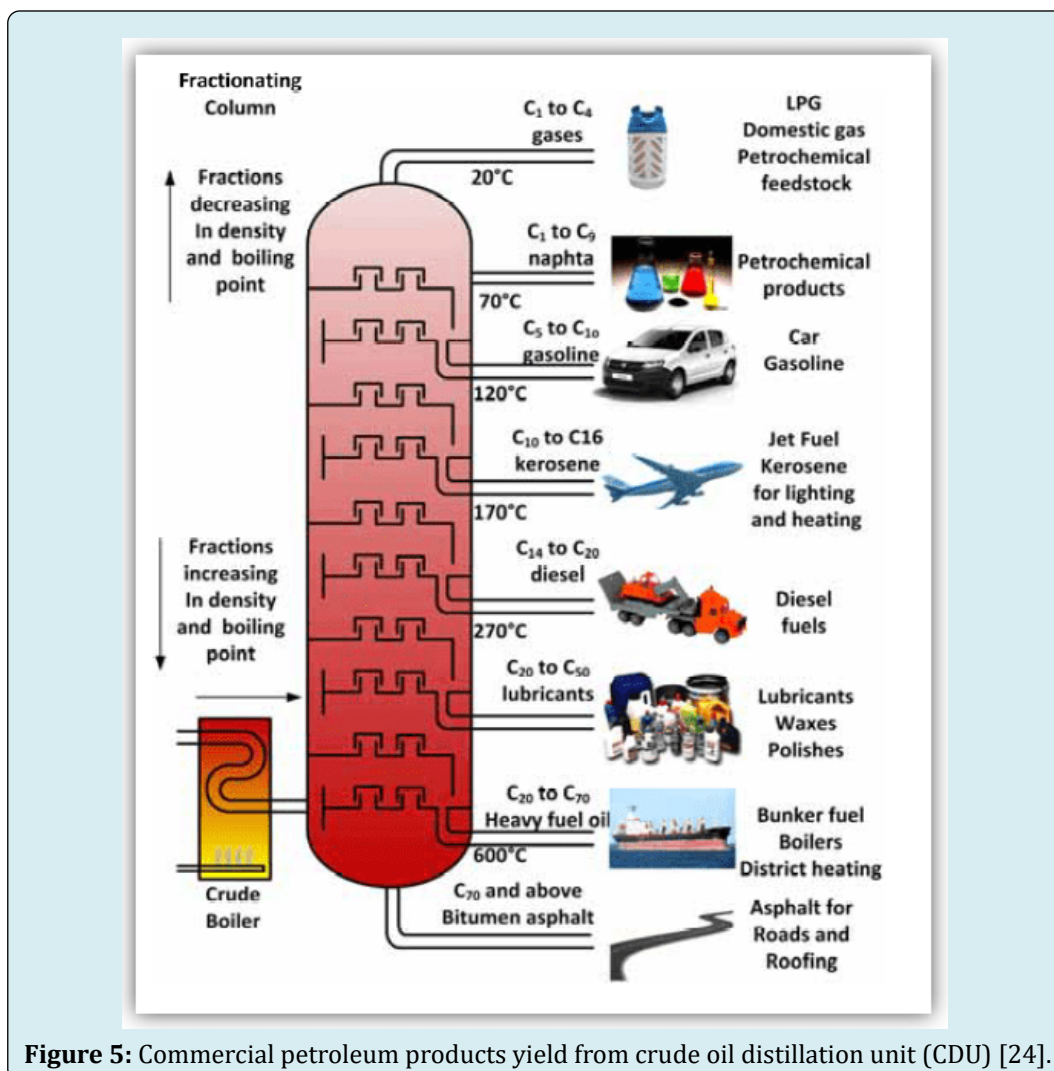 Fractionating
Column
Fractions
decreasing
In density
and boiling
point
Fractions
increasing
In density
and boiling
point
Crude
Boiler
C₁ to C₄
gases
20°C
LPG
Domestic gas
Petrochemical
feedstock
C₁ to C₉
naphta
70°C
Petrochemical
products
C₅ to C₁₀
gasoline
120°C
Car
Gasoline
C₁₀ to C16
kerosene
170°C
Jet Fuel
Kerosene
for lighting
and heating
C₁₄ to C₂₀
diesel
270°C
Diesel
fuels
C₂₀ to C₅₀
lubricants
Lubricants
Waxes
Polishes
C₂₀ to C₇₀
Heavy fuel oil
600°C
Bunker fuel
Boilers
District heating
C₇₀ and above
Bitumen asphalt
Asphalt for
Roads and
Roofing
Figure 5: Commercial petroleum products yield from crude oil distillation unit (CDU) [24].